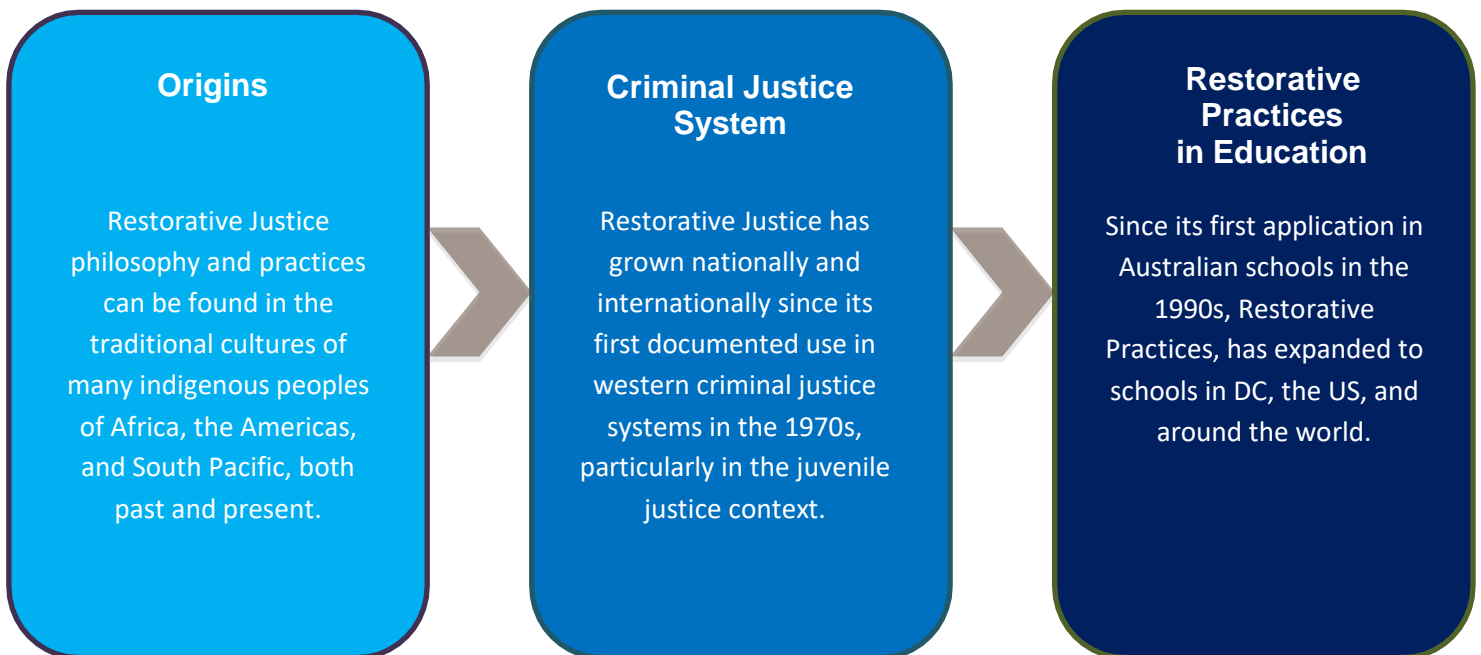 Origins
Restorative Justice
philosophy and practices
can be found in the
traditional cultures of
many indigenous peoples
of Africa, the Americas,
and South Pacific, both
past and present.
Criminal Justice
System
Restorative Justice has
grown nationally and
internationally since its
first documented use in
western criminal justice
systems in the 1970s,
particularly in the juvenile
justice context.
Restorative
Practices
in Education
Since its first application in
Australian schools in the
1990s, Restorative
Practices, has expanded to
schools in DC, the US, and
around the world.